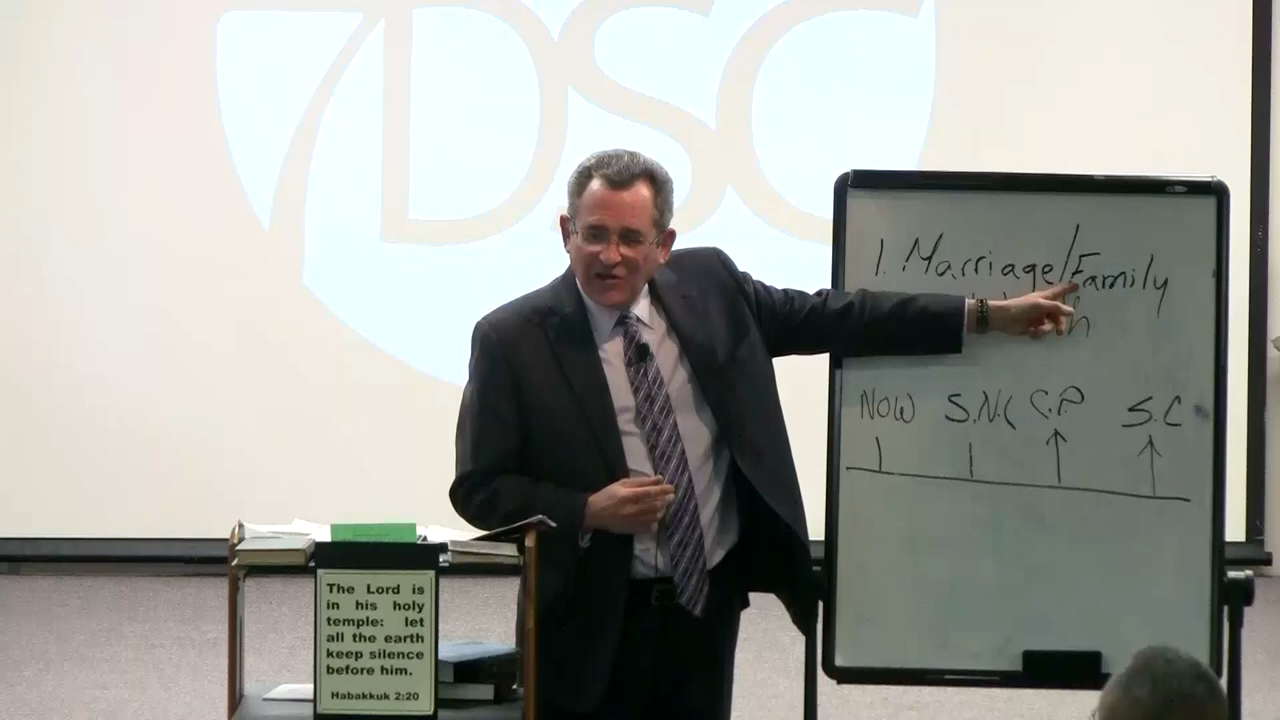 DSC
1. Marriage/Family
NOW S.N.C C.P. S.C
The Lord is
in his holy
temple: let
all the earth
keep silence
before him.
Habakkuk 2:20